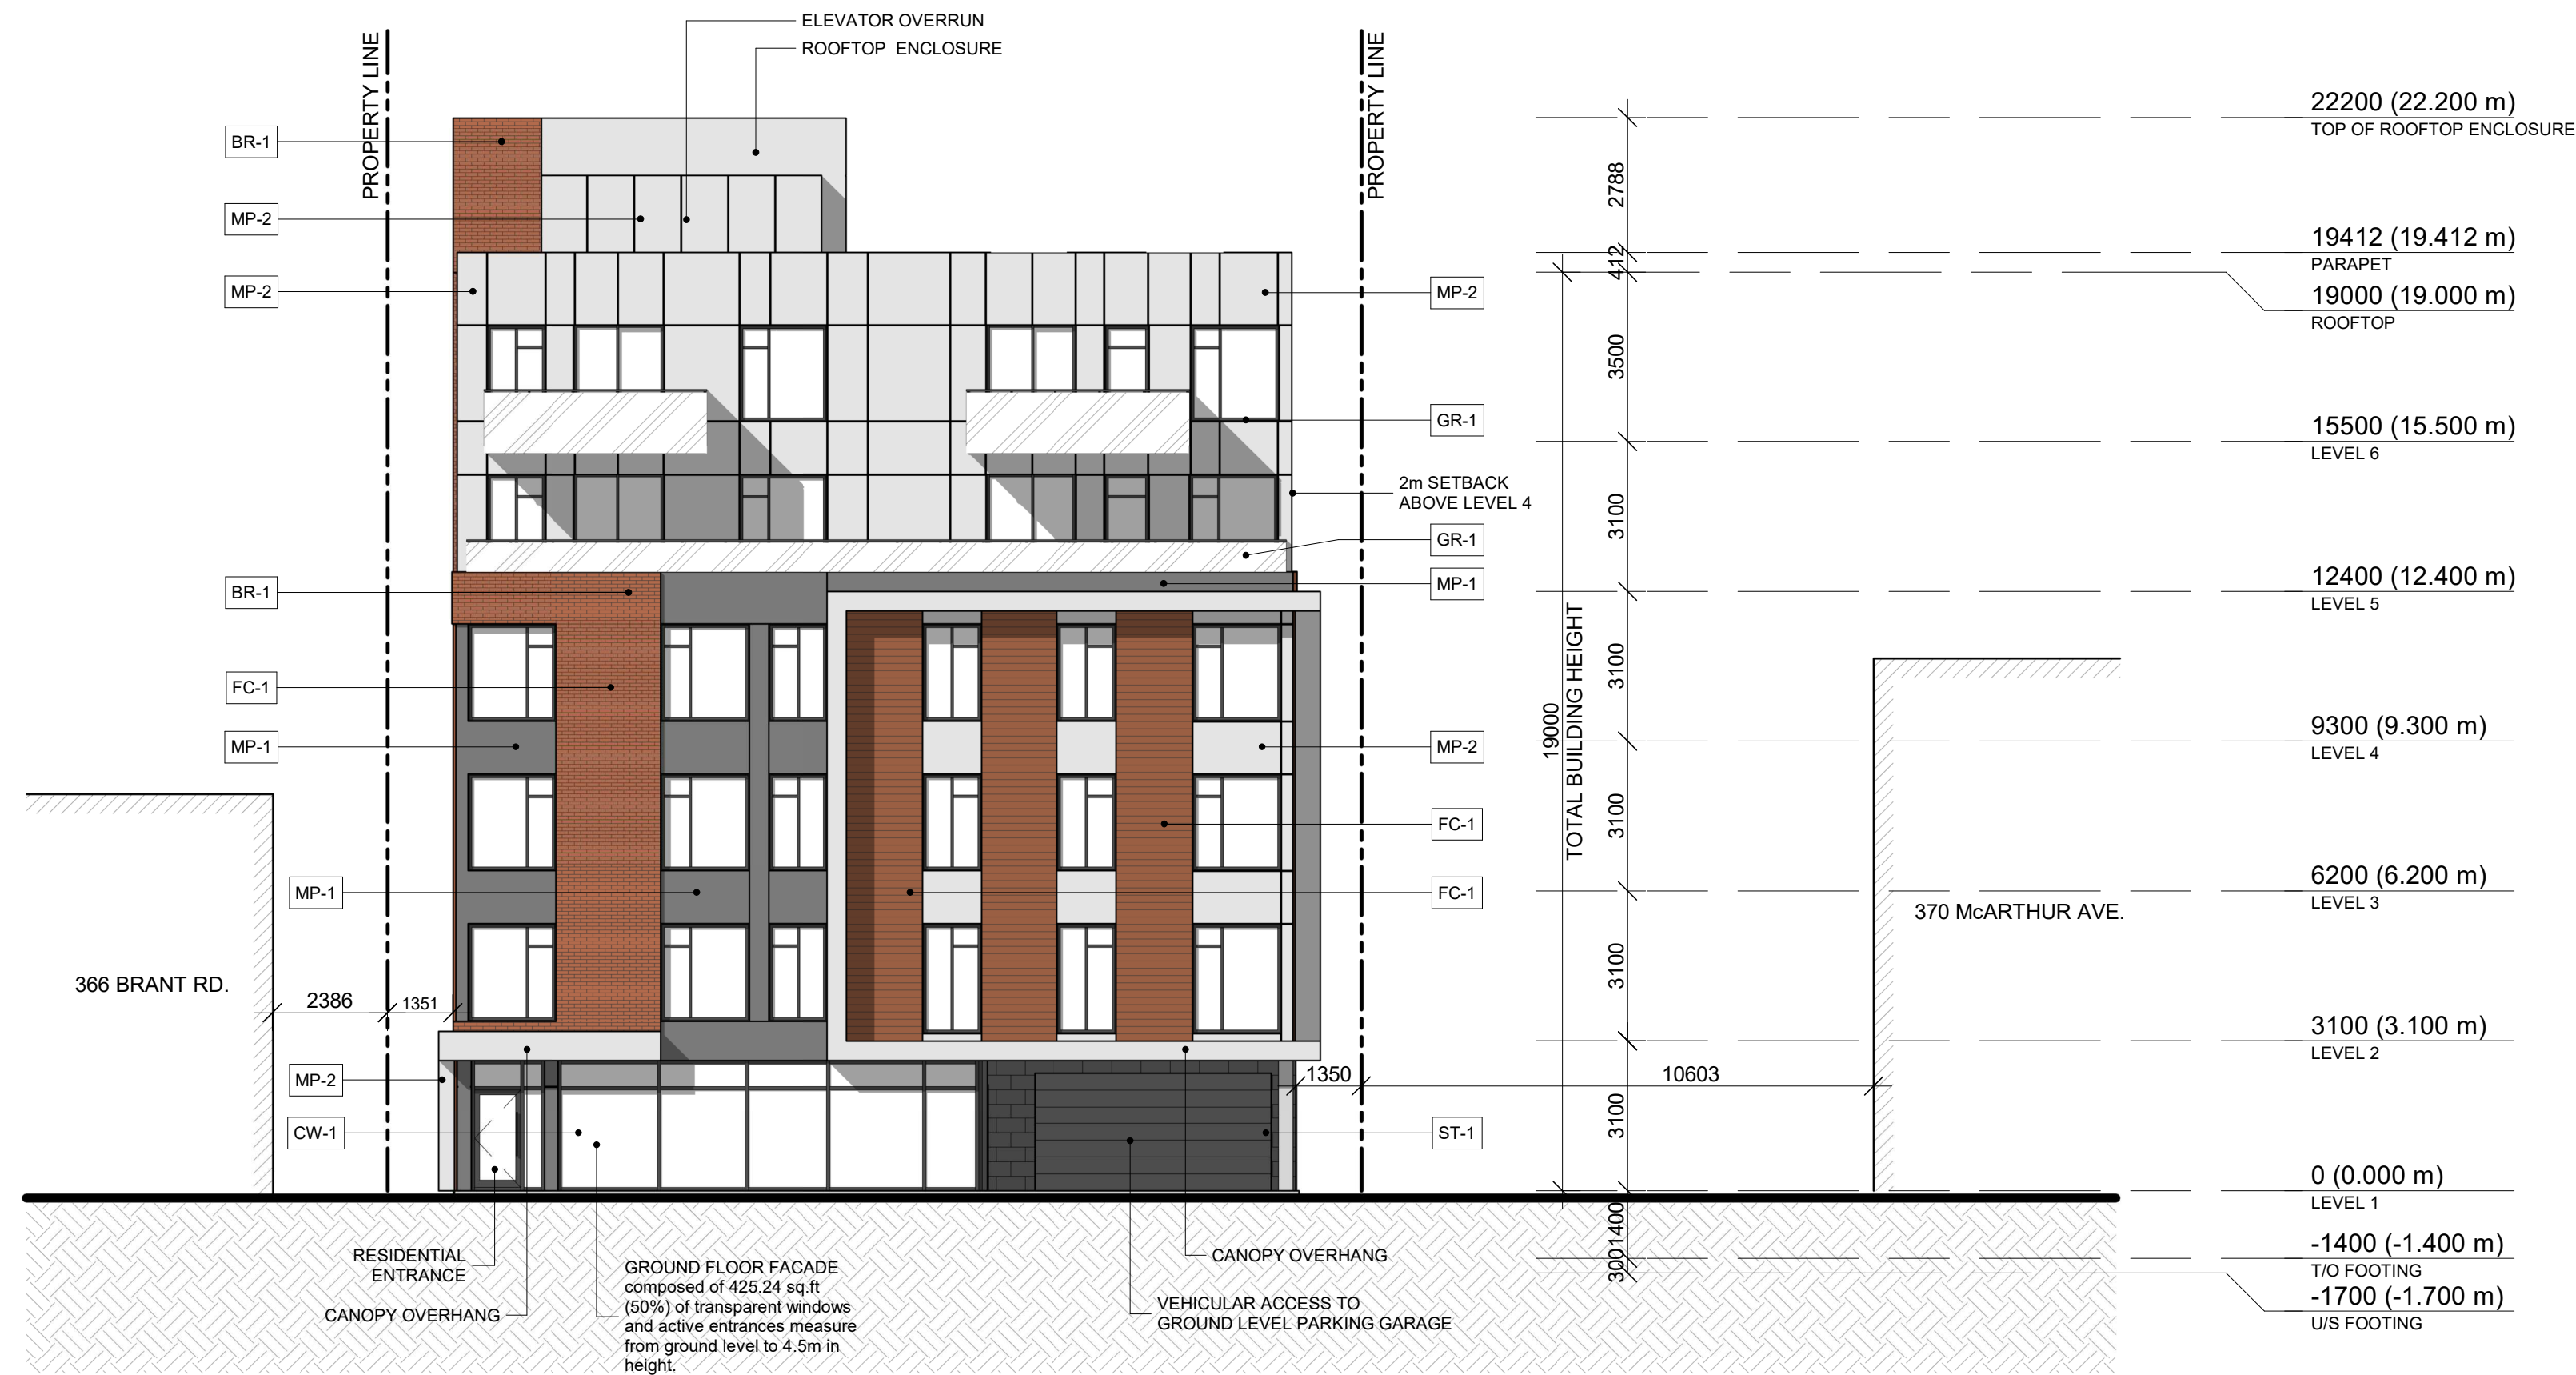 ELEVATOR OVERRUN
ROOFTOP ENCLOSURE
PROPERTY LINE
PROPERTY LINE
22200 (22.200 m)
TOP OF ROOFTOP ENCLOSURE
BR-1
2788
MP-2
19412 (19.412 m)
PARAPET
412
MP-2
MP-2
19000 (19.000 m)
ROOFTOP
3500
GR-1
15500 (15.500 m)
LEVEL 6
2m SETBACK
ABOVE LEVEL 4
3100
GR-1
BR-1
MP-1
12400 (12.400 m)
LEVEL 5
3100
FC-1
19000
TOTAL BUILDING HEIGHT
MP-1
MP-2
9300 (9.300 m)
LEVEL 4
3100
FC-1
MP-1
FC-1
6200 (6.200 m)
LEVEL 3
370 McARTHUR AVE.
3100
366 BRANT RD.
2386
1351
3100 (3.100 m)
LEVEL 2
MP-2
1350
10603
3100
CW-1
ST-1
0 (0.000 m)
LEVEL 1
1400
RESIDENTIAL
ENTRANCE
CANOPY OVERHANG
GROUND FLOOR FACADE
composed of 425.24 sq.ft
(50%) of transparent windows
and active entrances measure
from ground level to 4.5m in
height.
CANOPY OVERHANG
VEHICULAR ACCESS TO
GROUND LEVEL PARKING GARAGE
300
-1400 (-1.400 m)
T/O FOOTING
-1700 (-1.700 m)
U/S FOOTING